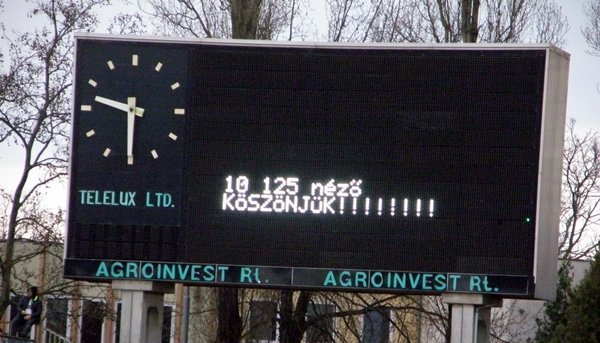 10 125 néző
KöSZÖNJÜK!!!!!!!!
TELELUX LTD.
AGROINVEST Rt. AGROINVEST Rt.